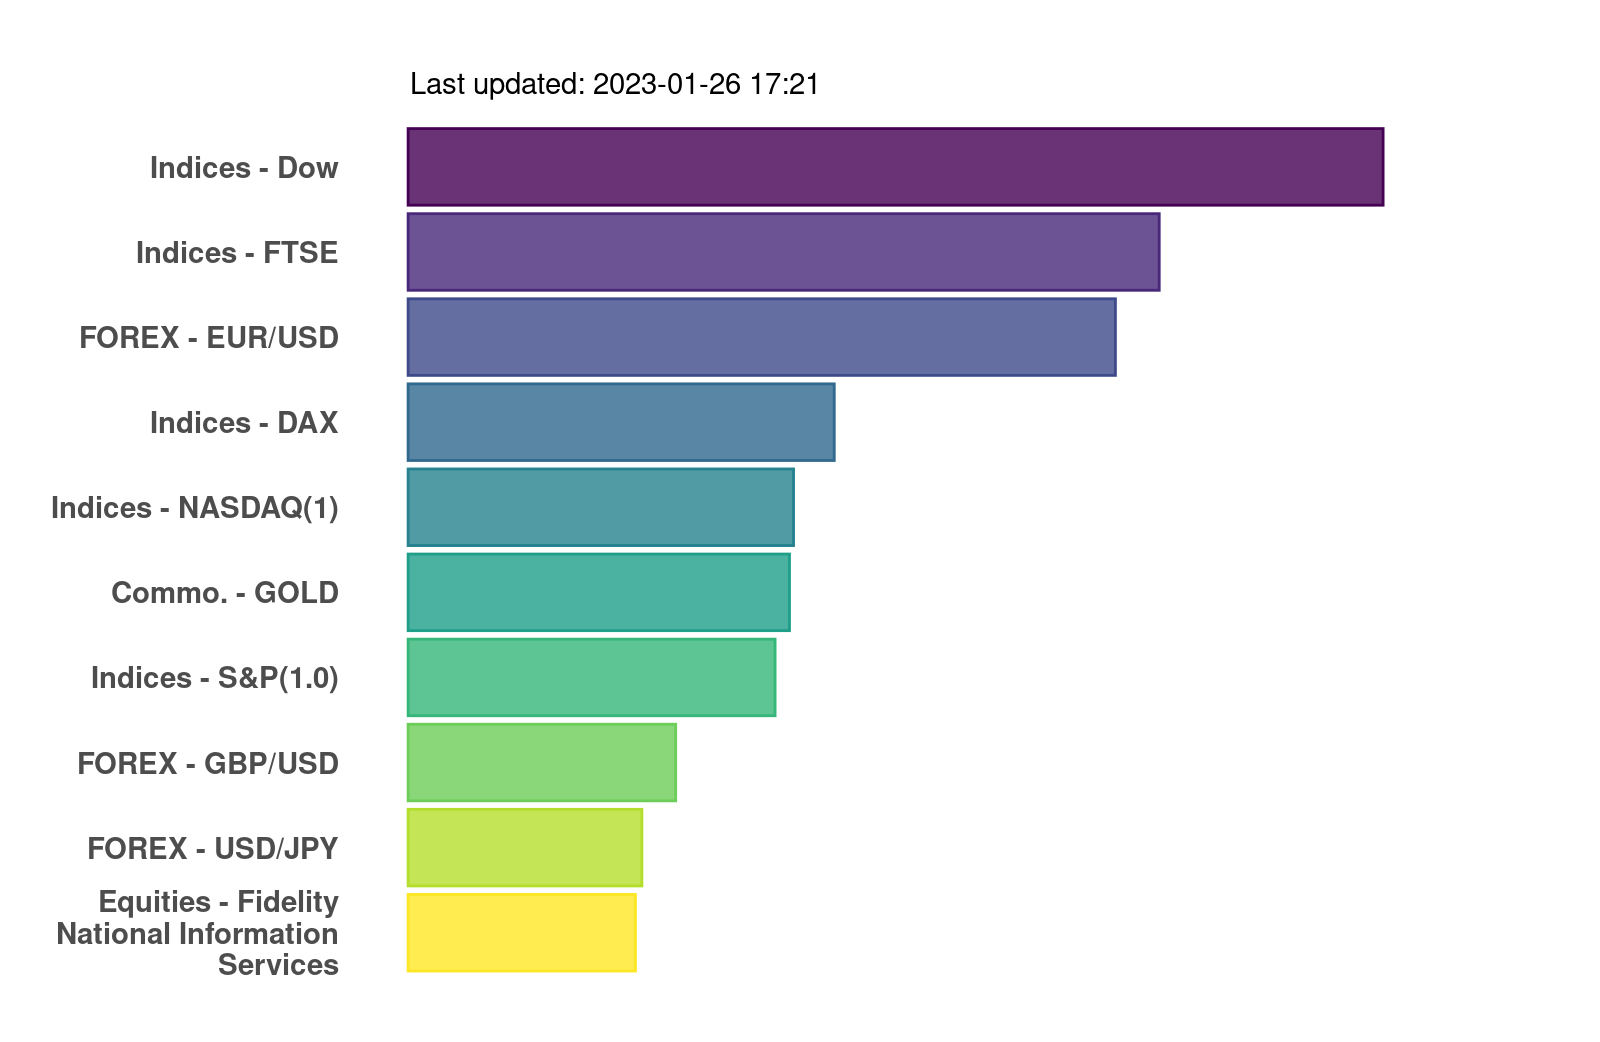 Last updated: 2023-01-26 17:21
Indices - Dow
Indices - FTSE
FOREX - EUR/USD
Indices - DAX
Indices - NASDAQ(1)
Commo. - GOLD
Indices - S&P(1.0)
FOREX - GBP/USD
FOREX - USD/JPY
Equities - Fidelity
National Information
Services